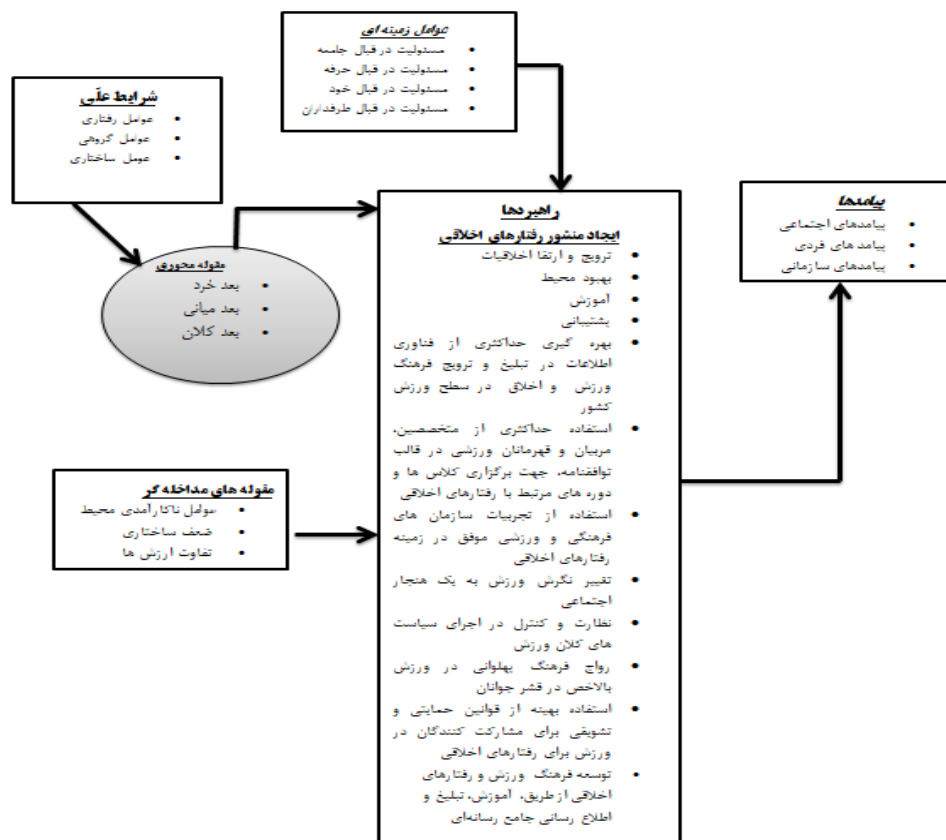 عوامل زمینه ای
مسئولیت در قبال جامعه
مسئولیت در قبال حرفه
مسئولیت در قبال خود
مسئولیت در قبال طرفداران
شرایط علّی
عوامل رفتاری
عوامل گروهی
عومل ساختاری
مقوله محوری
بعد خرد
بعد میانی
بعد کلان
مقوله های مداخله گر
عوامل ناکارآمدی محیط
ضعف ساختاری
تفاوت ارزش ها
راهبردها
ایجاد منشور رفتارهای اخلاقی
ترویج و ارتقا اخلاقیات
بهبود محیط
آموزش
پشتیبانی
بهره گیری حداکثری از فناوری
اطلاعات در تبلیغ و ترویج فرهنگ
ورزش و اخلاق در سطح ورزش
کشور
استفاده حداکثری از متخصصین،
مربیان و قهرمانان ورزشی در قالب
توافقنامه، جهت برگزاری کلاس ها و
دوره های مرتبط با رفتارهای اخلاقی
استفاده از تجربیات سازمان های
فرهنگی و ورزشی موفق در زمینه
رفتارهای اخلاقی
تقییر نگرش ورزش به یک هنجار
اجتماعی
نظارت و کنترل در اجرای سیاست
های کلان ورزش
رواج فرهنگ پهلوانی در ورزش
بالاخص در قشر جوانان
استفاده بهینه از قوانین حمایتی و
تشویقی برای مشارکت کنندگان در
ورزش برای رفتارهای اخلاقی
توسعه فرهنگ ورزش و رفتارهای
اخلاقی از طریق، آموزش، تبلیغ و
اطلاع رسانی جامع رسانه‌ای
پیامدها
پیامدهای اجتماعی
پیامد های فردی
پیامدهای سازمانی